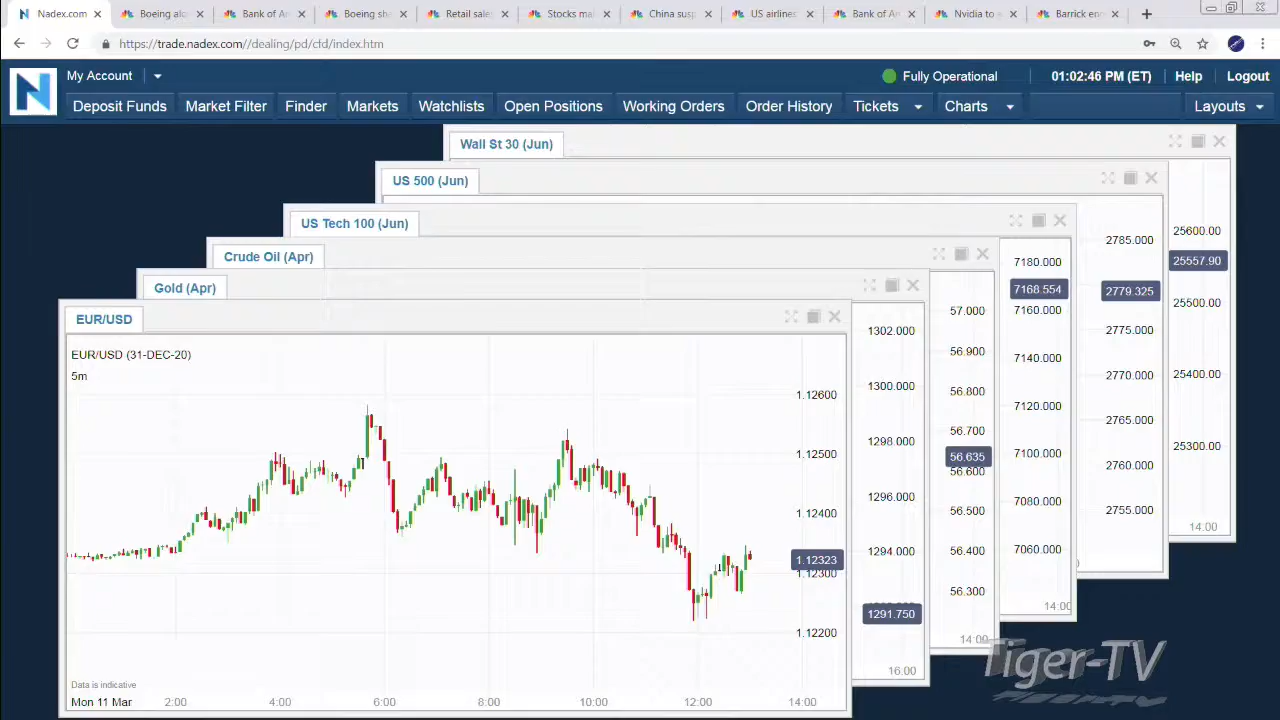 Nadex.com
Boeing alo
Bank of Am
Boeing sha
Retail sales
Stocks mak
China susp
US airlines
Bank of Am
Nvidia to a
Barrick enr
https://trade.nadex.com//dealing/pd/cfd/index.htm
N
My Account
Fully Operational
01:02:46 PM (ET)
Help
Logout
Deposit Funds
Market Filter
Finder
Markets
Watchlists
Open Positions
Working Orders
Order History
Tickets
Charts
Layouts
Wall St 30 (Jun)
25600.00
25557.90
25500.00
25400.00
25300.00
14:00
US 500 (Jun)
2785.000
2779.325
2775.000
2770.000
2765.000
2760.000
2755.000
US Tech 100 (Jun)
7180.000
7168.554
7160.000
7140.000
7120.000
7100.000
7080.000
7060.000
14:00
Crude Oil (Apr)
57.000
56.900
56.800
56.700
56.635
56.600
56.500
56.400
56.300
14:00
Gold (Apr)
1302.000
1300.000
1298.000
1296.000
1294.000
1291.750
16:00
EUR/USD
EUR/USD (31-DEC-20)
5m
1.12600
1.12500
1.12400
1.12323
1.12300
1.12200
Data is indicative
Mon 11 Mar
2:00
4:00
6:00
8:00
10:00
12:00
14:00
Tiger-TV